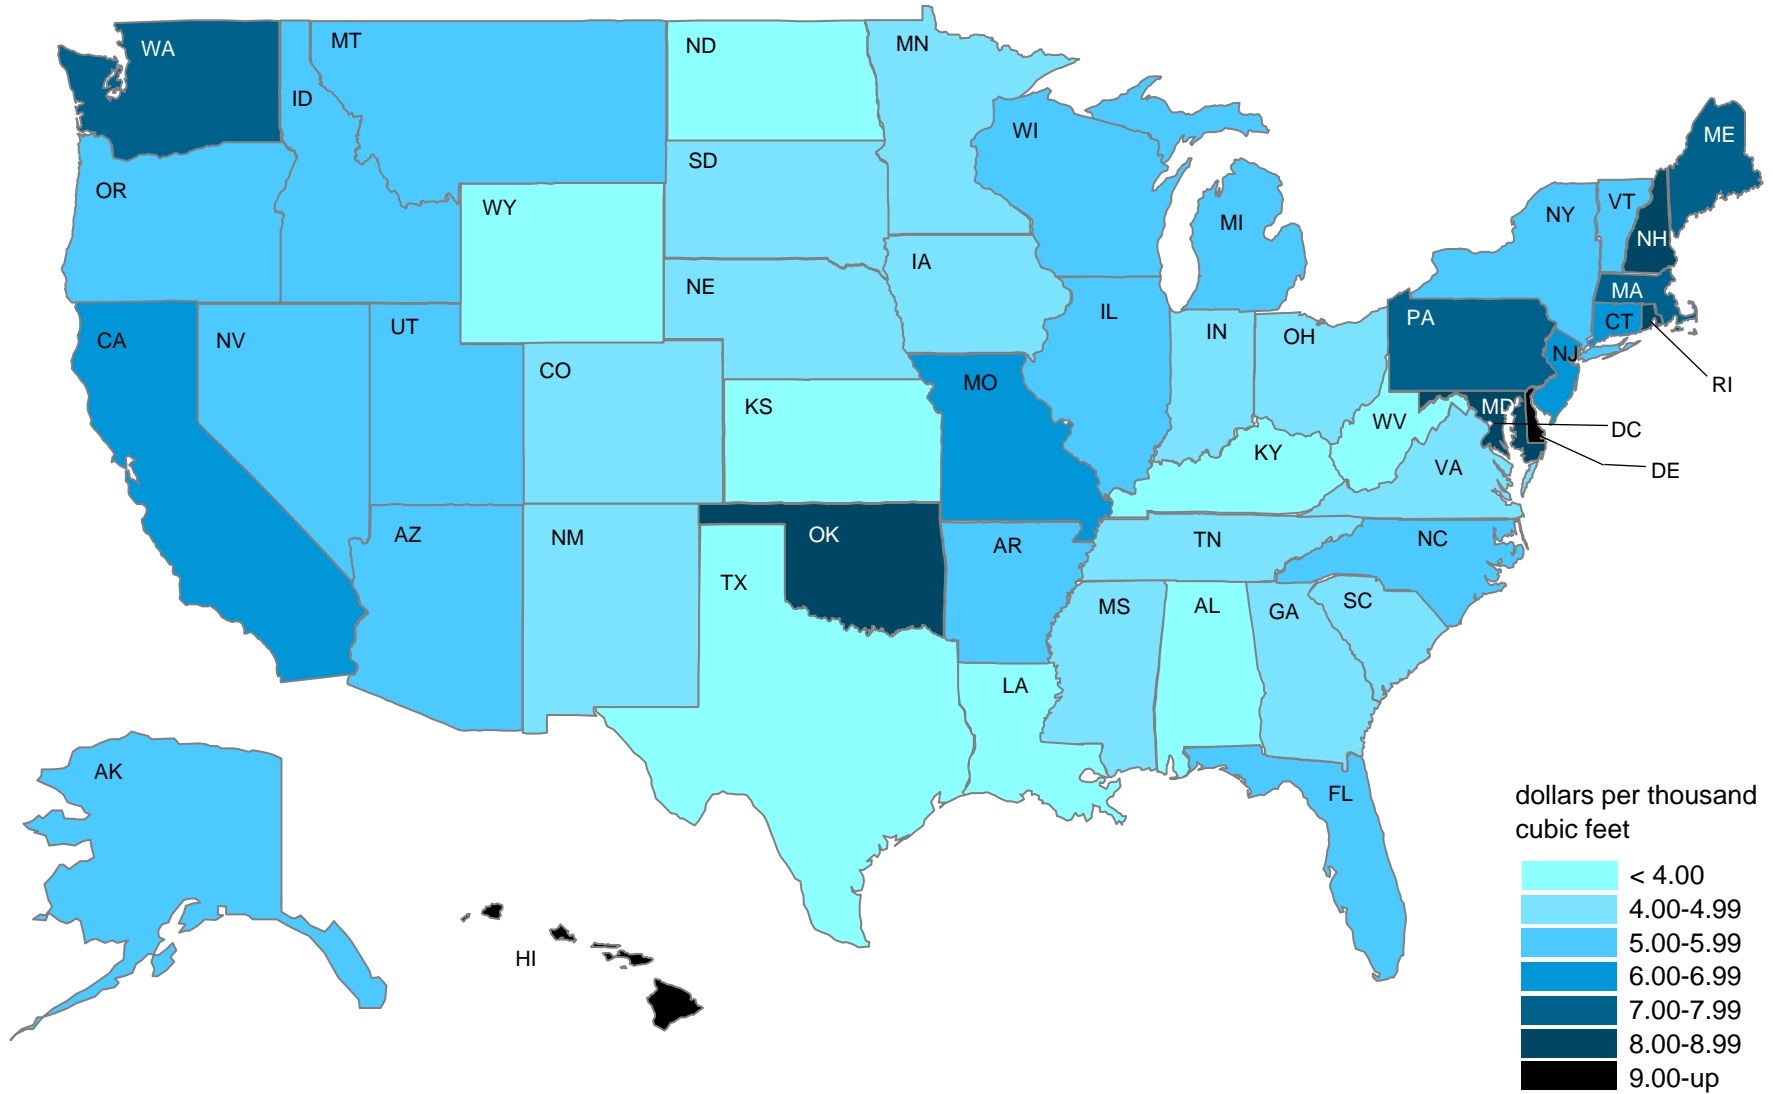 WA
MT
ND
MN
ID
WI
ME
SD
OR
WY
VT
NY
MI
NH
IA
NE
MA
IL
PA
CT
UT
CA
NV
IN
OH
NJ
CO
MO
RI
KS
MD
WV
DC
KY
VA
DE
AZ
NM
OK
AR
TN
NC
TX
MS
AL
GA
SC
LA
AK
FL
HI
dollars per thousand
cubic feet
< 4.00
4.00-4.99
5.00-5.99
6.00-6.99
7.00-7.99
8.00-8.99
9.00-up